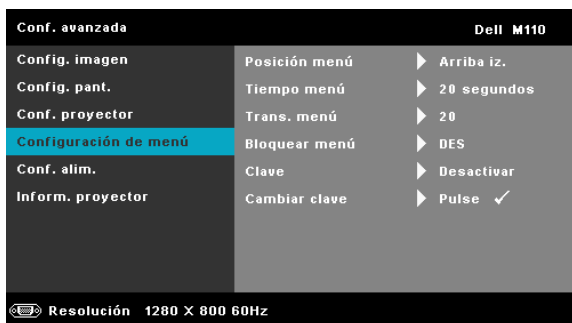 Conf. avanzada Dell M110
Config. imagen
Config. pant.
Conf. proyector
Configuración de menú
Conf. alim.
Inform. proyector
Posición menú Arriba iz.
Tiempo menú 20 segundos
Trans. menú 20
Bloquear menú DES
Clave Desactivar
Cambiar clave Pulse ✓
Resolución 1280 X 800 60Hz